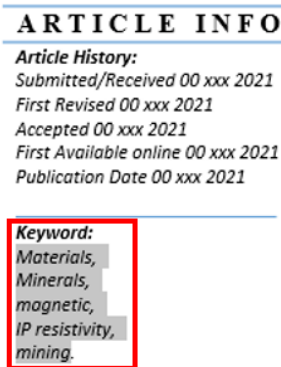 ARTICLE INFO
Article History:
Submitted/Received 00 xxx 2021
First Revised 00 xxx 2021
Accepted 00 xxx 2021
First Available online 00 xxx 2021
Publication Date 00 xxx 2021
Keyword:
Materials,
Minerals,
magnetic,
IP resistivity,
mining.